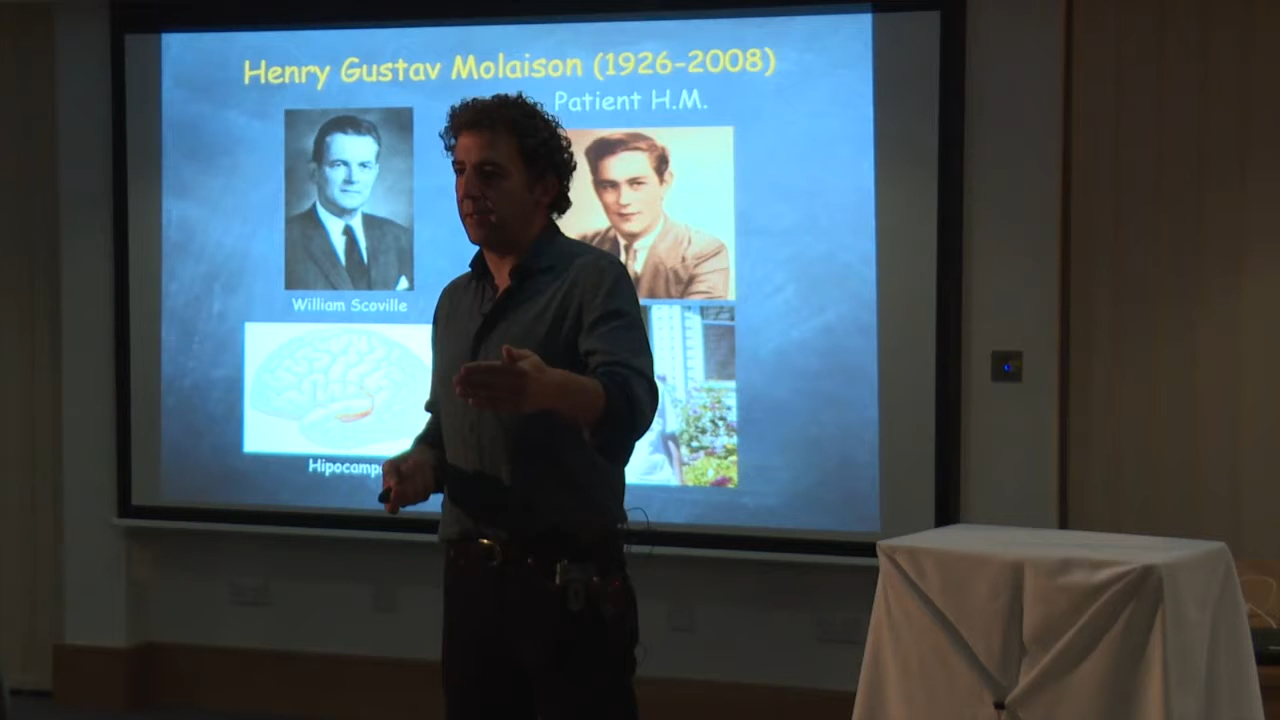 Henry Gustav Molaison (1926-2008)
Patient H.M.
William Scoville